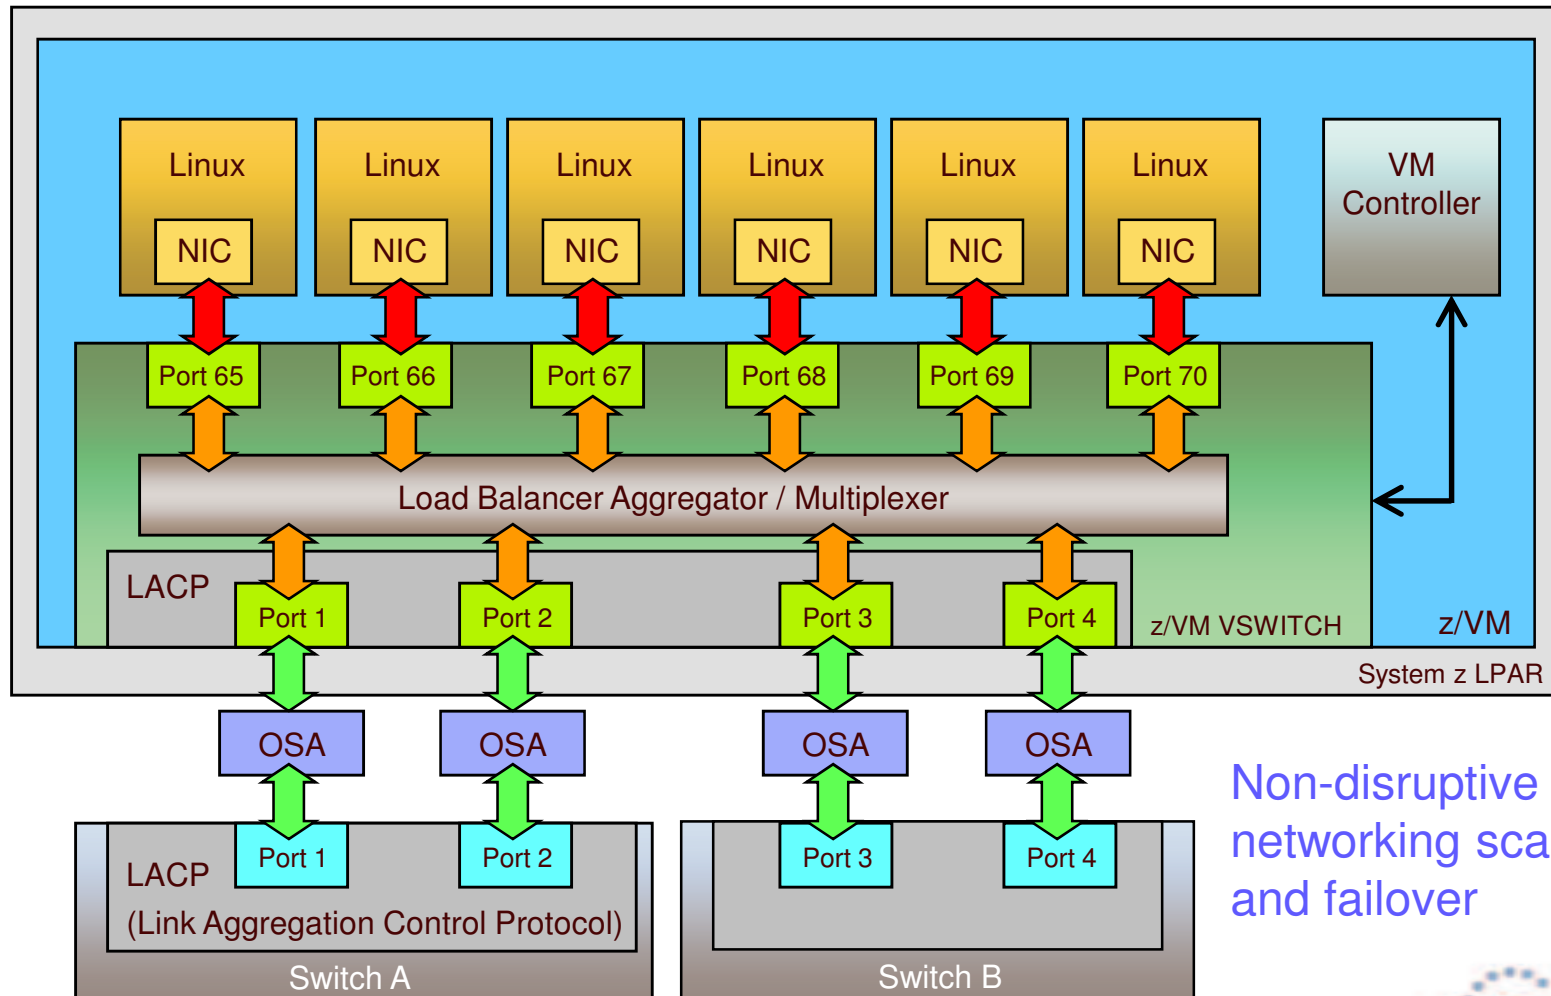 Linux Linux Linux Linux Linux Linux
VM
Controller
NIC NIC NIC NIC NIC NIC
Port 65 Port 66 Port 67 Port 68 Port 69 Port 70
Load Balancer Aggregator / Multiplexer
LACP
Port 1 Port 2 Port 3 Port 4
z/VM VSWITCH
z/VM
System z LPAR
OSA OSA OSA OSA
Non-disruptive
networking sca
and failover
Port 1 Port 2 Port 3 Port 4
LACP
(Link Aggregation Control Protocol)
Switch A
Switch B